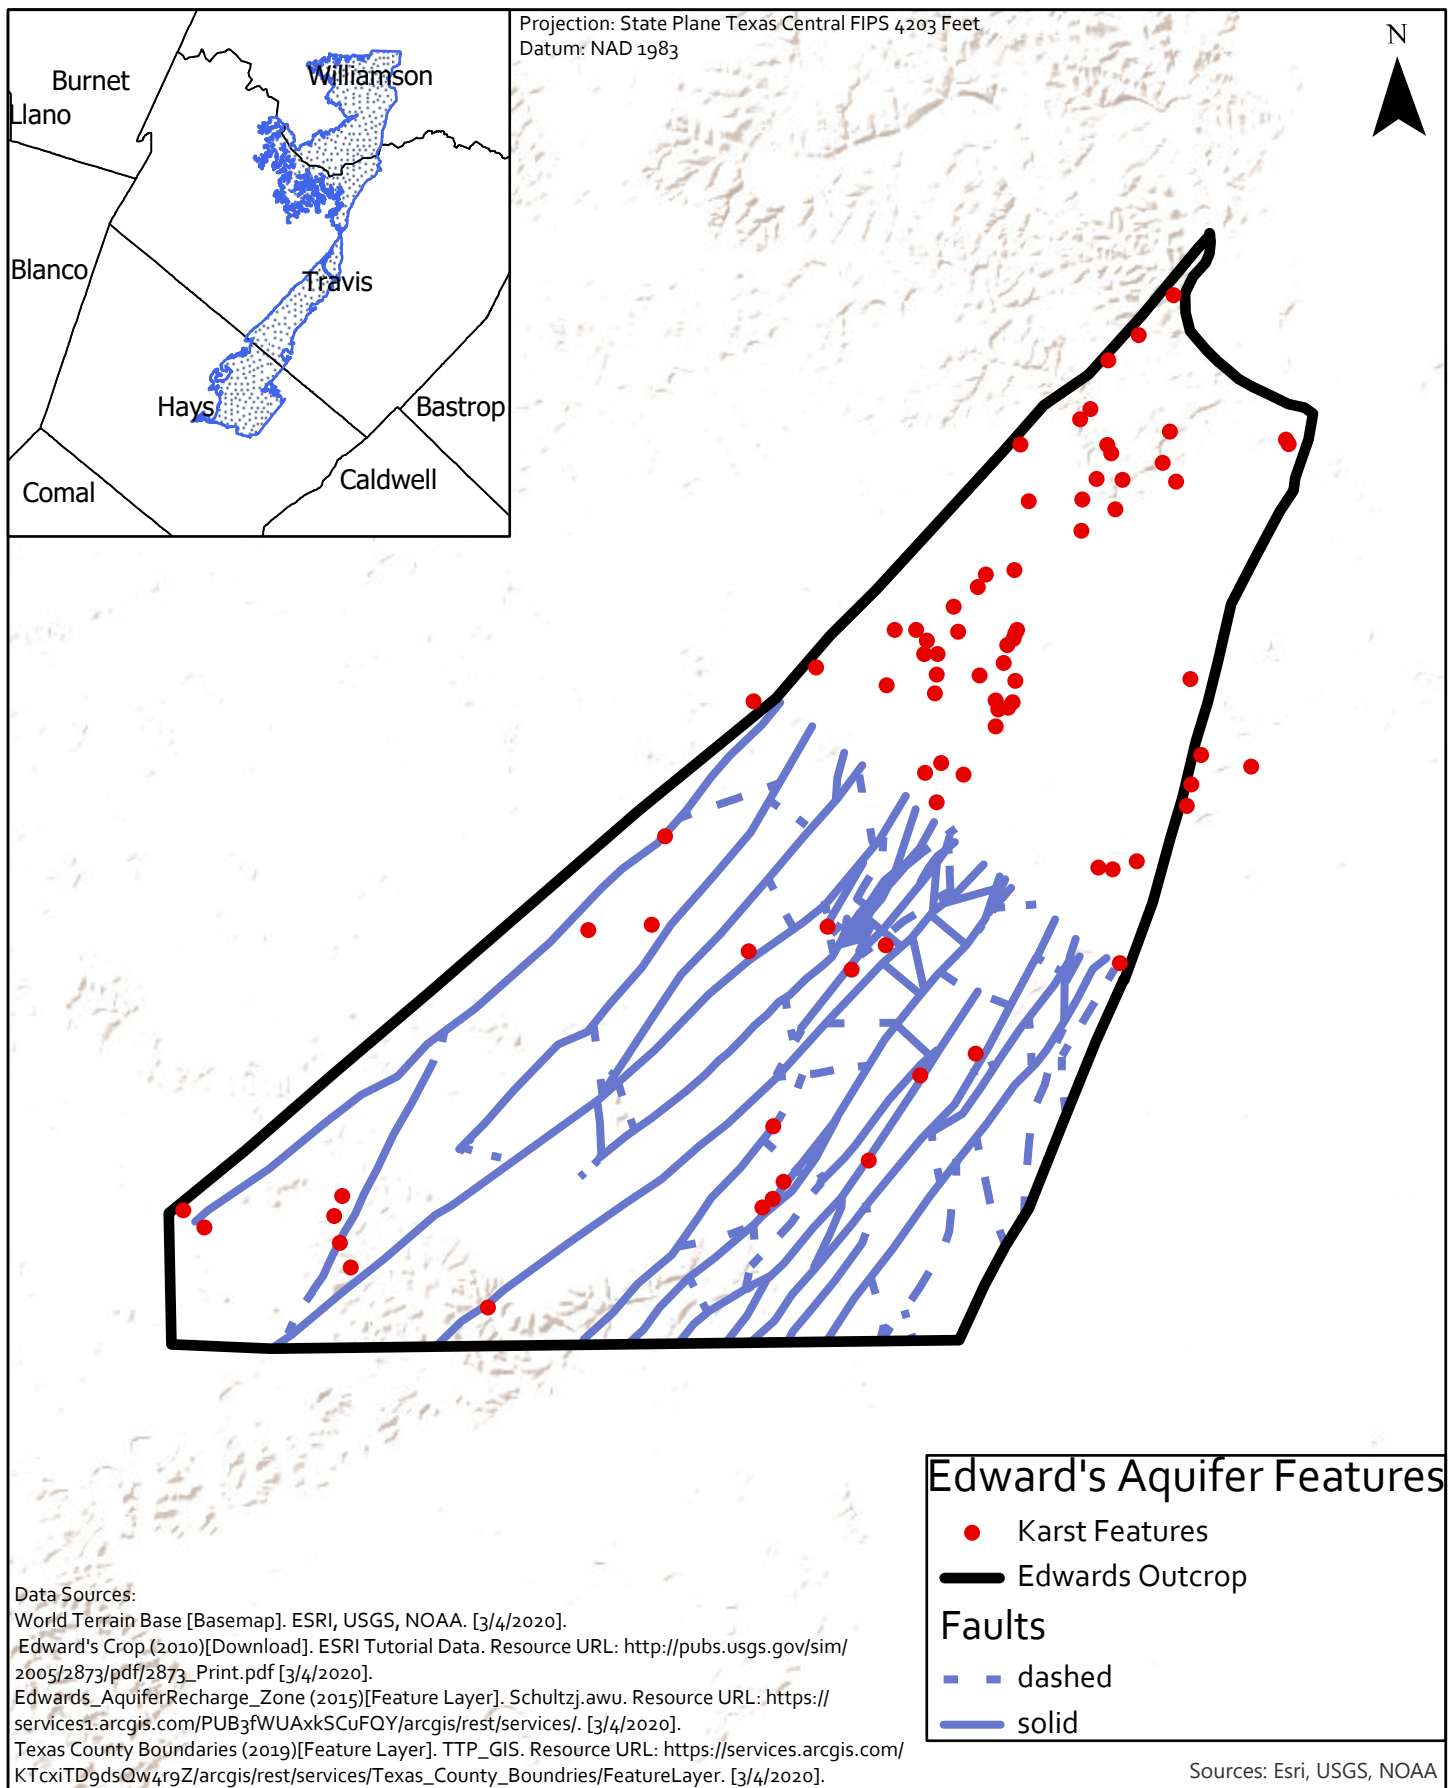 Projection: State Plane Texas Central FIPS 4203 Feet
Datum: NAD 1983
N
Burnet
Williamson
Llano
Blanco
Travis
Hays
Bastrop
Caldwell
Comal
Edward's Aquifer Features
Karst Features
Edwards Outcrop
Faults
dashed
solid
Data Sources:
World Terrain Base [Basemap]. ESRI, USGS, NOAA. [3/4/2020].
Edward's Crop (2010)[Download]. ESRI Tutorial Data. Resource URL: http://pubs.usgs.gov/sim/
2005/2873/pdf/2873_Print.pdf [3/4/2020].
Edwards_AquiferRecharge_Zone (2015)[Feature Layer]. Schultzj.awu. Resource URL: https://
services1.arcgis.com/PUB3fWUAxkSCuFQY/arcgis/rest/services/. [3/4/2020].
Texas County Boundaries (2019)[Feature Layer]. TTP_GIS. Resource URL: https://services.arcgis.com/
KTcxiTD9dsQw4r9Z/arcgis/rest/services/Texas_County_Boundries/FeatureLayer. [3/4/2020].
Sources: Esri, USGS, NOAA